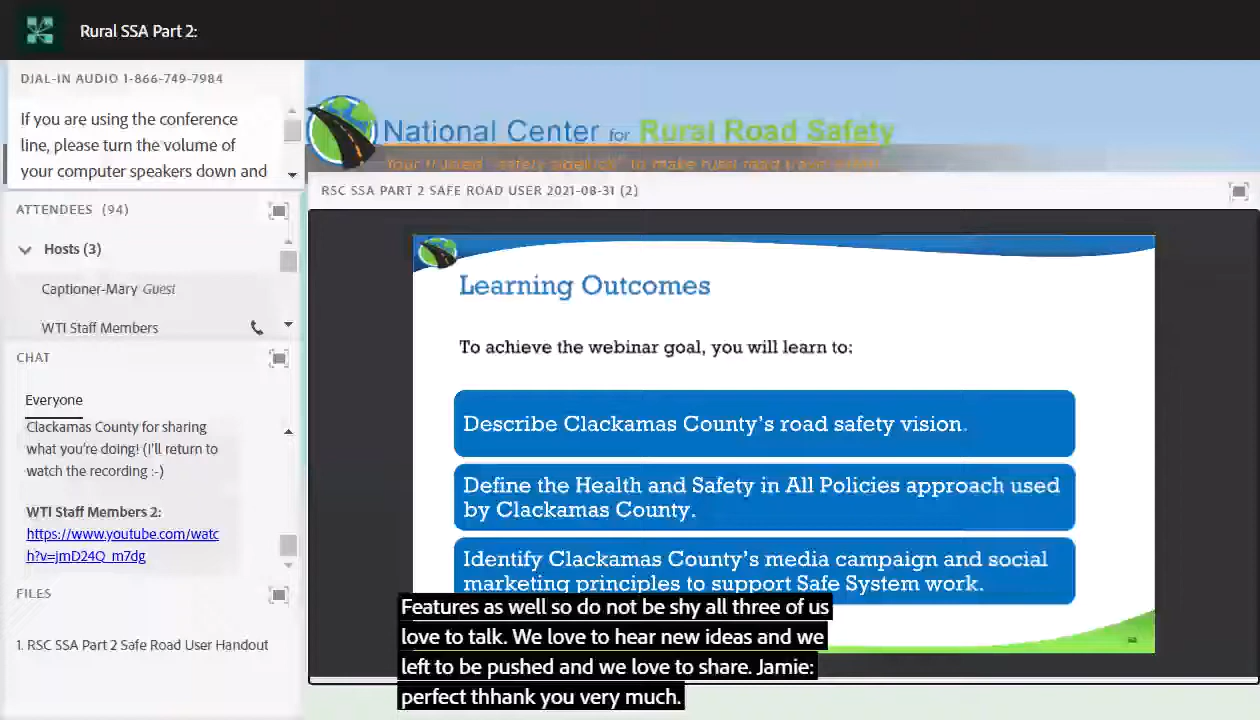 Rural SSA Part 2:
DJAL-IN AUDIO 1-866-749-7984
If you are using the conference
line, please turn the volume of
your computer speakers down and
ATTENDEES (94)
Hosts (3)
Captioner-Mary Guest
WTI Staff Members
CHAT
Everyone
Clackamas County for sharing
what you're doing! (I'll return to
watch the recording :-)
WTI Staff Members 2:
https://www.youtube.com/watc
h?v=jmD24Q_m7dg
FILES
1. RSC SSA Part 2 Safe Road User Handout
National Center for Rural Road Safety
RSC SSA PART 2 SAFE ROAD USER 2021-08-31 (2)
Learning Outcomes
To achieve the webinar goal, you will learn to:
Describe Clackamas County's road safety vision.
Define the Health and Safety in All Policies approach used
by Clackamas County.
Identify Clackamas County's media campaign and social
marketing principles to support Safe System work.
Features as well so do not be shy all three of us
love to talk. We love to hear new ideas and we
left to be pushed and we love to share. Jamie:
perfect thhank you very much.